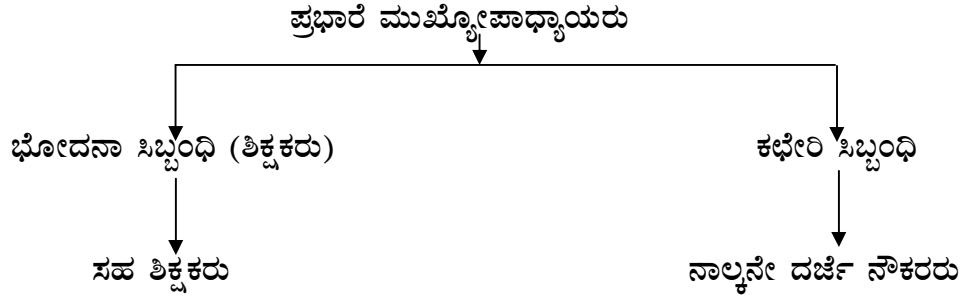 ಪ್ರಭಾರೆ ಮುಖ್ಯೋಪಾಧ್ಯಾಯರು
ಭೋದನಾ ಸಿಬ್ಬಂಧಿ (ಶಿಕ್ಷಕರು)
ಕಛೇರಿ ಸಿಬ್ಬಂಧಿ
ಸಹ ಶಿಕ್ಷಕರು
ನಾಲ್ಕನೇ ದರ್ಜೆ ನೌಕರರು